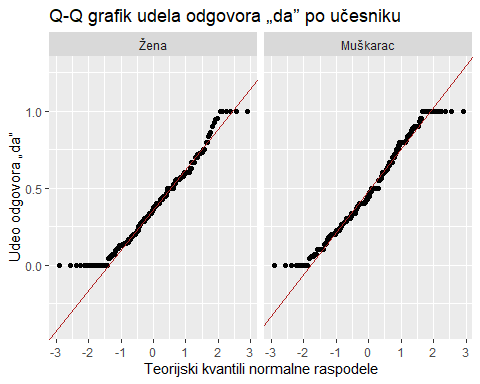 Q-Q grafik udela odgovora „da” po učesniku
Žena
Muškarac
Udeo odgovora „da”
1.0
0.5
0.0
-3 -2 -1 0 1 2 3
-3 -2 -1 0 1 2 3
Teorijski kvantili normalne raspodele